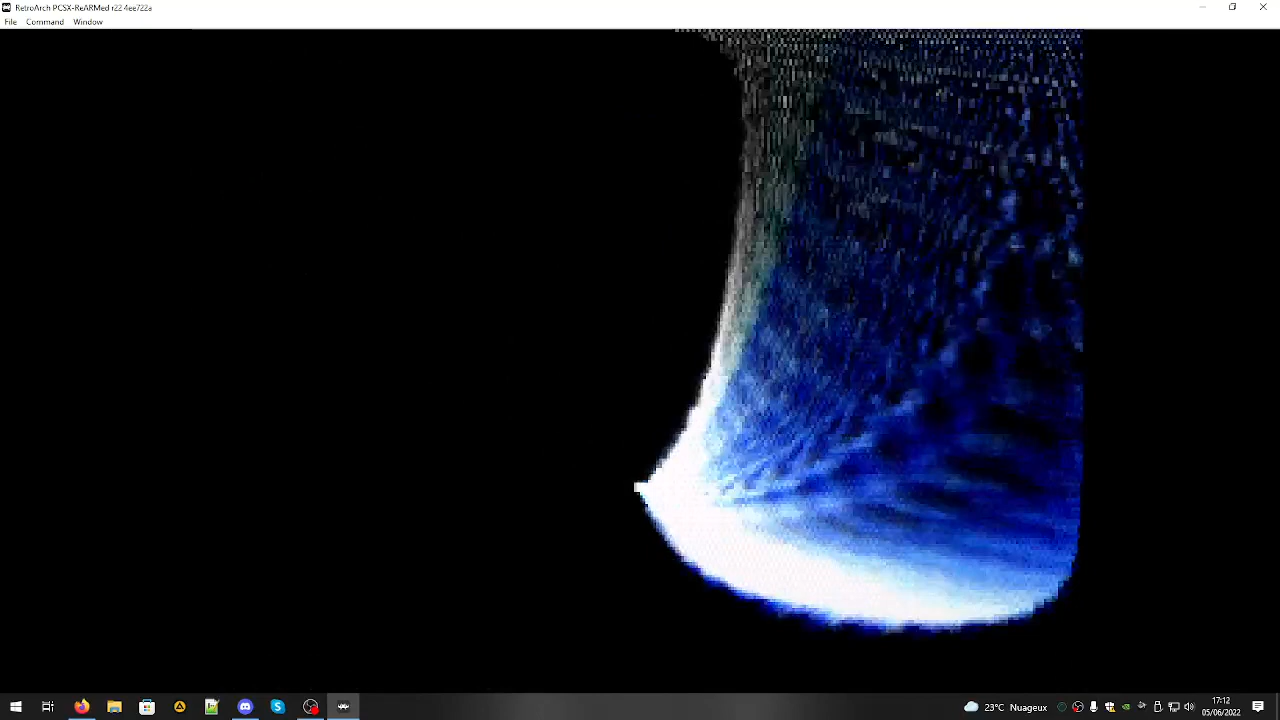 RetroArch PCSX-ReARMed r22 4ee722a
File Command Window
23°C Nuageux
17:12
05/06/2022